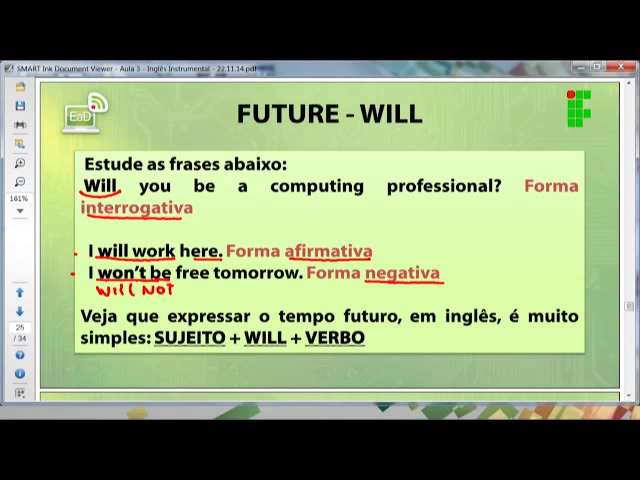 SMART Ink Document Viewer - Aula 3 - Inglês Instrumental - 22.11.14.pdf
EaD
FUTURE - WILL
Estude as frases abaixo:
Will you be a computing professional? Forma
interrogativa
I will work here. Forma afirmativa
I won't be free tomorrow. Forma negativa
WILL NOT
Veja que expressar o tempo futuro, em inglês, é muito
simples: SUJEITO + WILL + VERBO
161%
25
/ 34